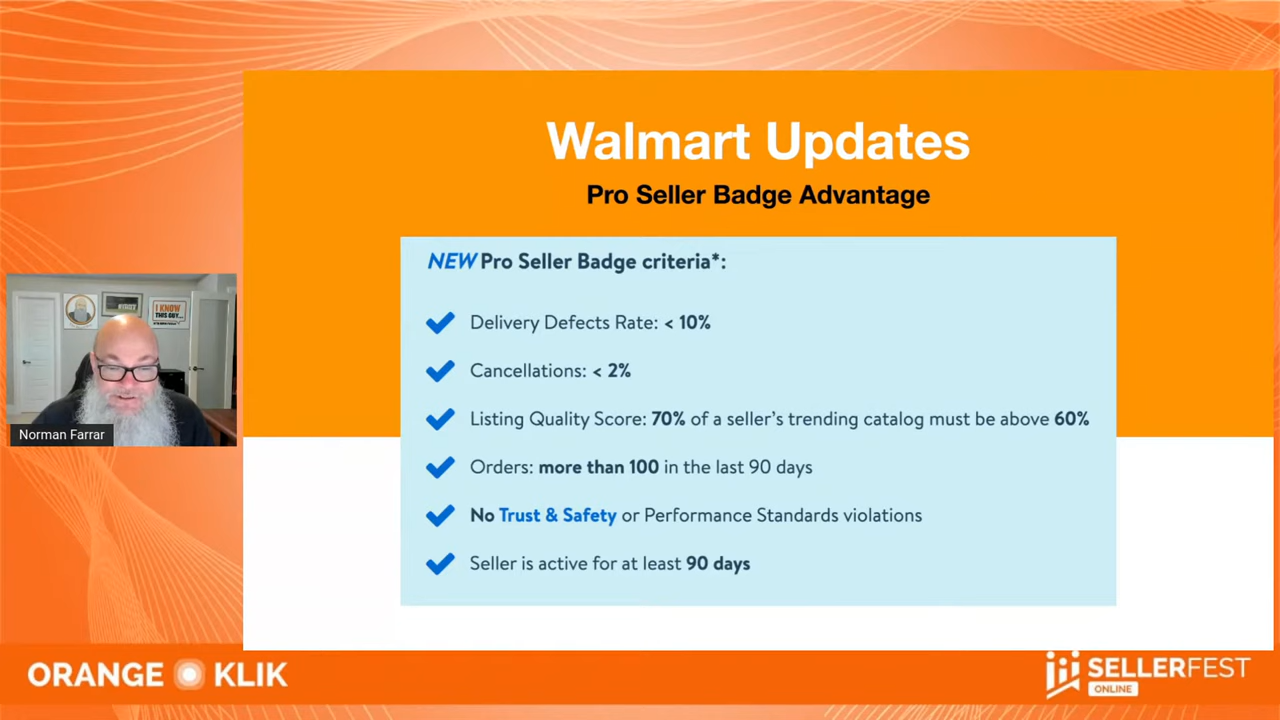 Walmart Updates
Pro Seller Badge Advantage
NEW Pro Seller Badge criteria*:
Delivery Defects Rate: < 10%
Cancellations: < 2%
Listing Quality Score: 70% of a seller's trending catalog must be above 60%
Orders: more than 100 in the last 90 days
No Trust & Safety or Performance Standards violations
Seller is active for at least 90 days
I KNOW
THIS GUY...
Norman Farrar
ORANGE KLIK
SELLERFEST
ONLINE